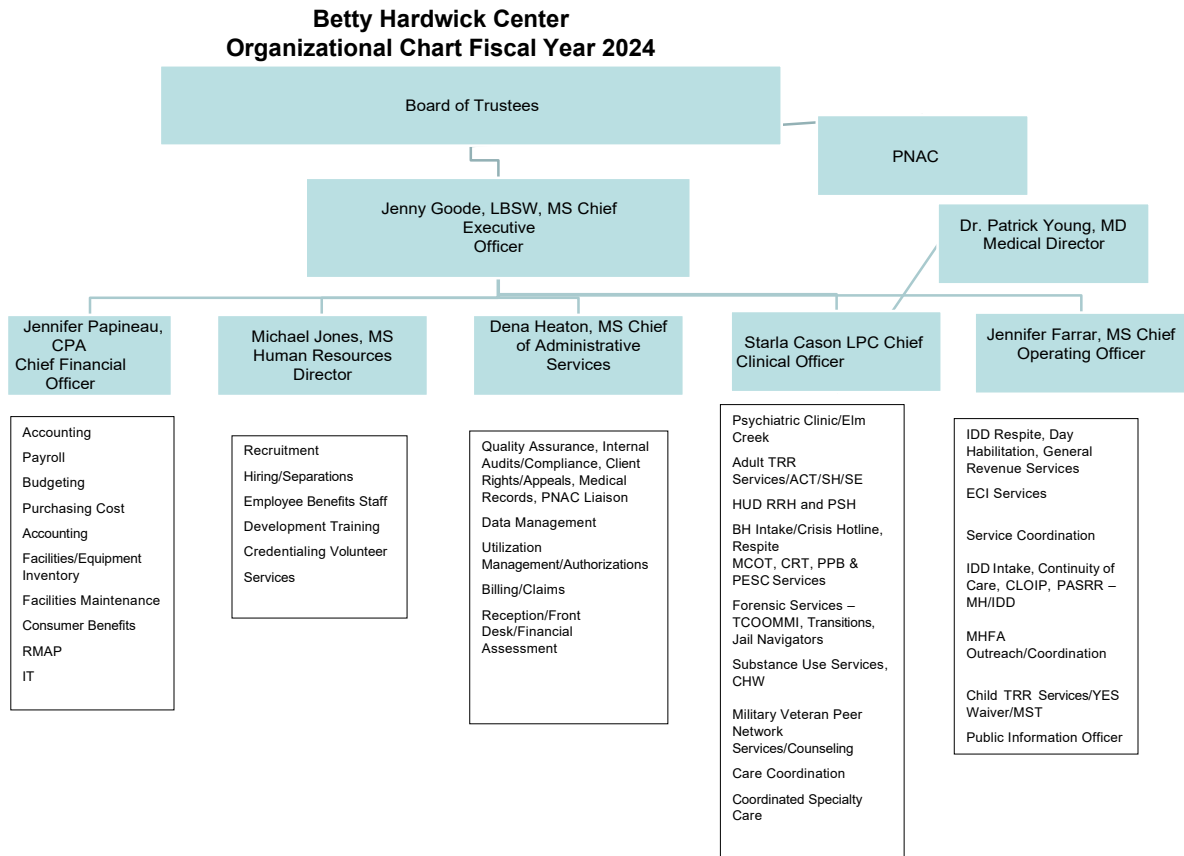 Betty Hardwick Center
Organizational Chart Fiscal Year 2024
Board of Trustees
PNAC
Jenny Goode, LBSW, MS Chief
Executive
Officer
Dr. Patrick Young, MD
Medical Director
Jennifer Papineau,
CPA
Chief Financial
Officer
Michael Jones, MS
Human Resources
Director
Dena Heaton, MS Chief
of Administrative
Services
Starla Cason LPC Chief
Clinical Officer
Jennifer Farrar, MS Chief
Operating Officer
Accounting
Payroll
Budgeting
Purchasing Cost
Accounting
Facilities/Equipment
Inventory
Facilities Maintenance
Consumer Benefits
RMAP
IT
Recruitment
Hiring/Separations
Employee Benefits Staff
Development Training
Credentialing Volunteer
Services
Quality Assurance, Internal
Audits/Compliance, Client
Rights/Appeals, Medical
Records, PNAC Liaison
Data Management
Utilization
Management/Authorizations
Billing/Claims
Reception/Front
Desk/Financial
Assessment
Psychiatric Clinic/Elm
Creek
Adult TRR
Services/ACT/SH/SE
HUD RRH and PSH
BH Intake/Crisis Hotline,
Respite
MCOT, CRT, PPB &
PESC Services
Forensic Services –
TCOOMMI, Transitions,
Jail Navigators
Substance Use Services,
CHW
Military Veteran Peer
Network
Services/Counseling
Care Coordination
Coordinated Specialty
Care
IDD Respite, Day
Habilitation, General
Revenue Services
ECI Services
Service Coordination
IDD Intake, Continuity of
Care, CLOIP, PASRR –
MH/IDD
MHFA
Outreach/Coordination
Child TRR Services/YES
Waiver/MST
Public Information Officer